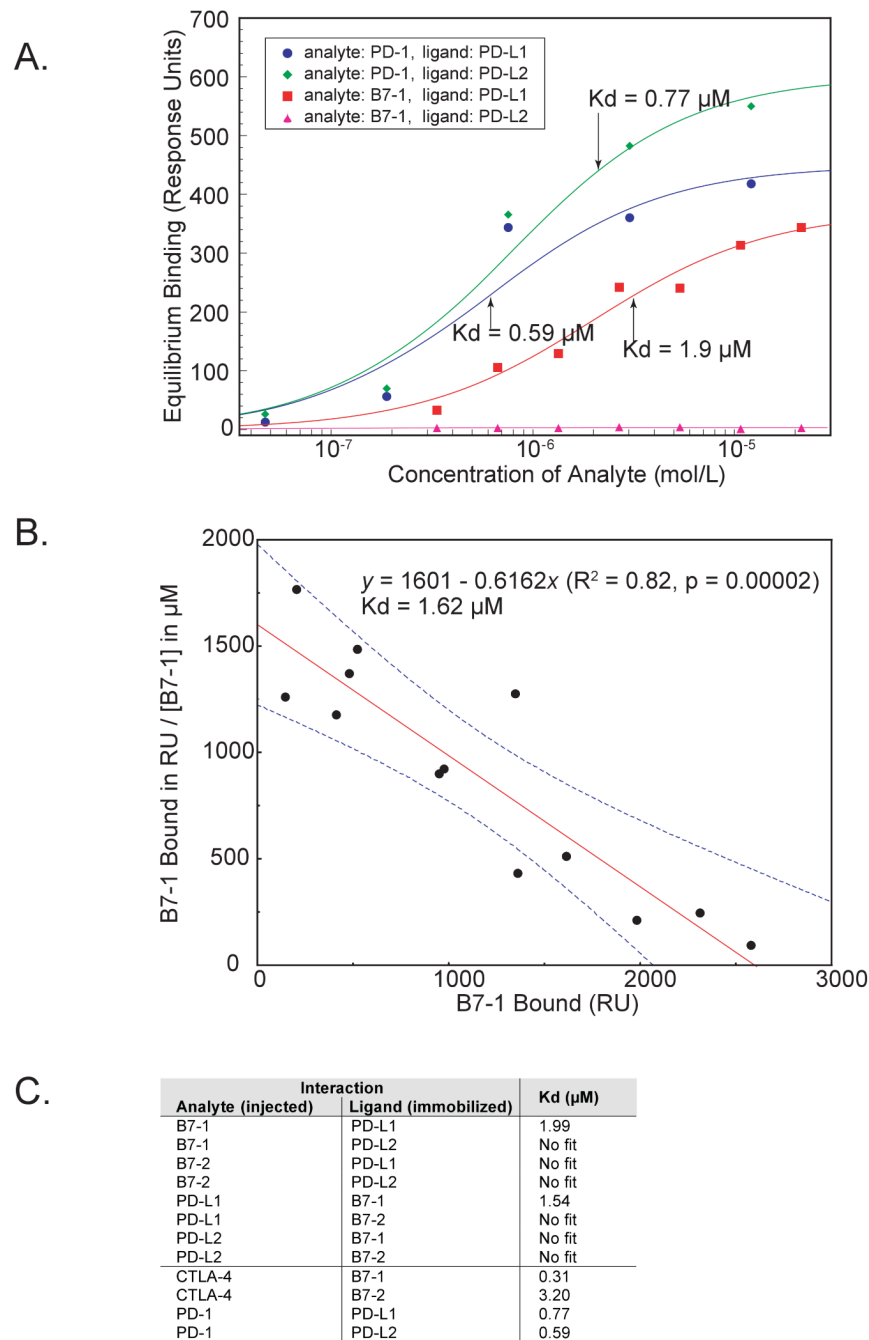 A.
700
600
500
400
300
200
100
0
Equilibrium Binding (Response Units)
analyte: PD-1, ligand: PD-L1
analyte: PD-1, ligand: PD-L2
analyte: B7-1, ligand: PD-L1
analyte: B7-1, ligand: PD-L2
Kd = 0.77 µM
Kd = 0.59 µM
Kd = 1.9 µM
10-7 10-6 10-5
Concentration of Analyte (mol/L)
B.
2000
1500
1000
500
0
B7-1 Bound in RU / [B7-1] in µM
y = 1601 - 0.6162x (R2 = 0.82, p = 0.00002)
Kd = 1.62 µM
0 1000 2000 3000
B7-1 Bound (RU)
C.
Interaction Kd (µM)
Analyte (injected) Ligand (immobilized)
B7-1 PD-L1 1.99
B7-1 PD-L2 No fit
B7-2 PD-L1 No fit
B7-2 PD-L2 No fit
PD-L1 B7-1 1.54
PD-L1 B7-2 No fit
PD-L2 B7-1 No fit
PD-L2 B7-2 No fit
CTLA-4 B7-1 0.31
CTLA-4 B7-2 3.20
PD-1 PD-L1 0.77
PD-1 PD-L2 0.59